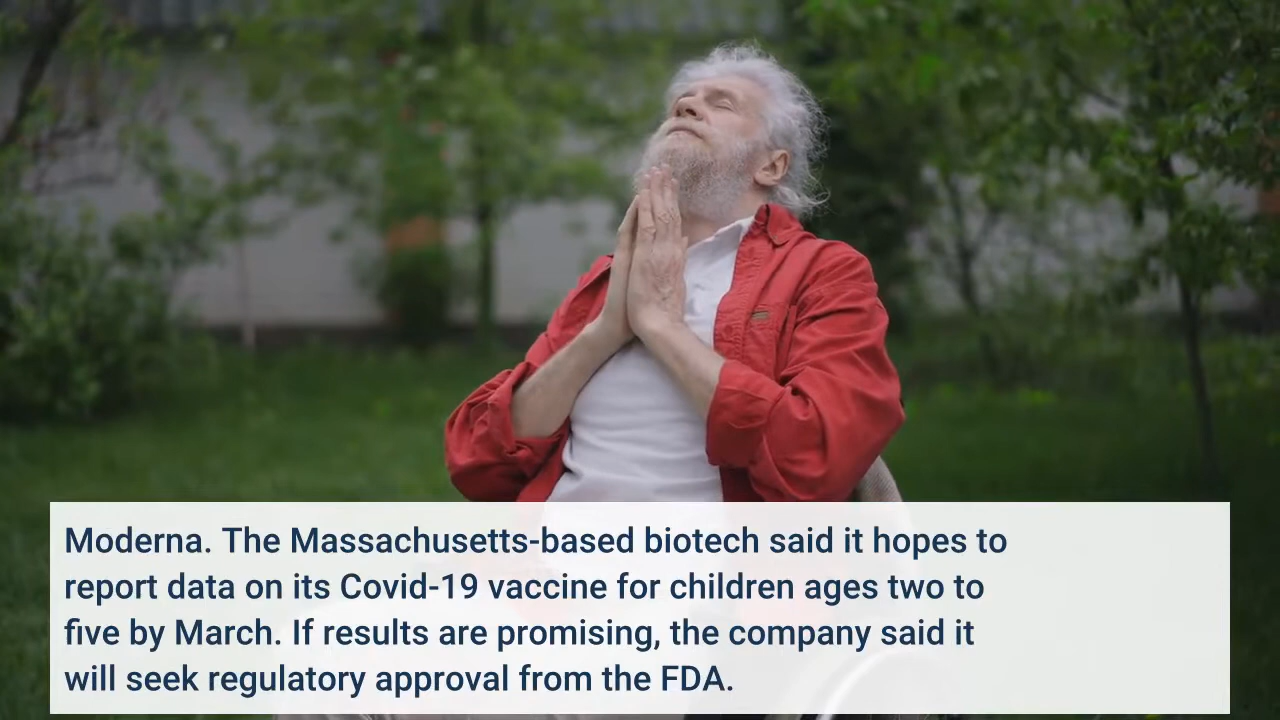 Moderna. The Massachusetts-based biotech said it hopes to
report data on its Covid-19 vaccine for children ages two to
five by March. If results are promising, the company said it
will seek regulatory approval from the FDA.